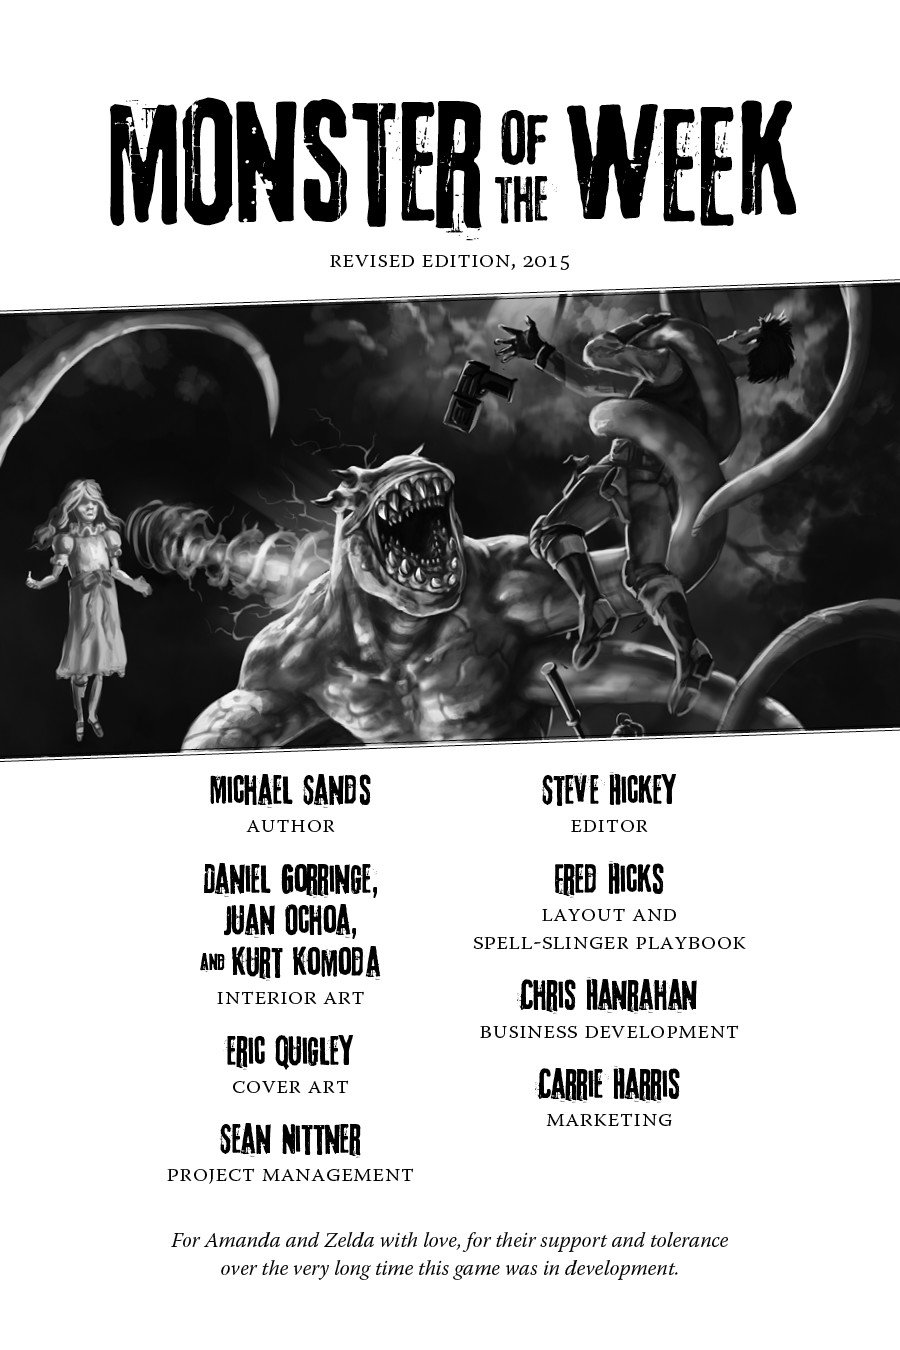 MONSTER OF THE WEEK
REVISED EDITION, 2015
MICHAEL SANDS
AUTHOR
DANIEL GORRINGE,
JUAN OCHOA,
AND KURT KOMODA
INTERIOR ART
ERIC QUIGLEY
COVER ART
SEAN NITTNER
PROJECT MANAGEMENT
STEVE HICKEY
EDITOR
FRED HICKS
LAYOUT AND
SPELL-SLINGER PLAYBOOK
CHRIS HANRAHAN
BUSINESS DEVELOPMENT
CARRIE HARRIS
MARKETING
For Amanda and Zelda with love, for their support and tolerance
over the very long time this game was in development.